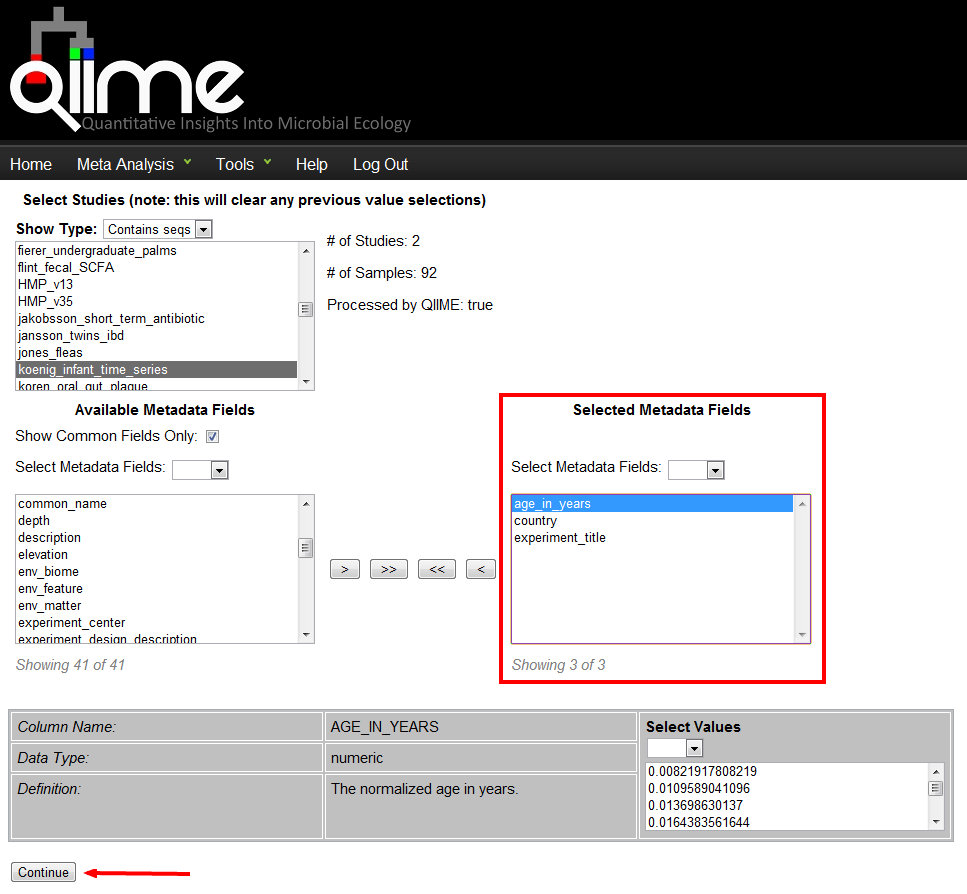 QIIME
Quantitative Insights Into Microbial Ecology
Home Meta Analysis Tools Help Log Out
Select Studies (note: this will clear any previous value selections)
Show Type: Contains seqs
fierer_undergraduate_palms
flint_fecal_SCFA
HMP_v13
HMP_v35
jakobsson_short_term_antibiotic
jansson_twins_ibd
jones_fleas
koenig_infant_time_series
koren_oral_gut_plaque
# of Studies: 2
# of Samples: 92
Processed by QIIME: true
Available Metadata Fields
Show Common Fields Only:
Select Metadata Fields:
common_name
depth
description
elevation
env_biome
env_feature
env_matter
experiment_center
experiment_design_description
Showing 41 of 41
> >> << <
Selected Metadata Fields
Select Metadata Fields:
age_in_years
country
experiment_title
Showing 3 of 3
Column Name: AGE_IN_YEARS
Data Type: numeric
Definition: The normalized age in years.
Select Values
0.00821917808219
0.0109589041096
0.013698630137
0.0164383561644
Continue